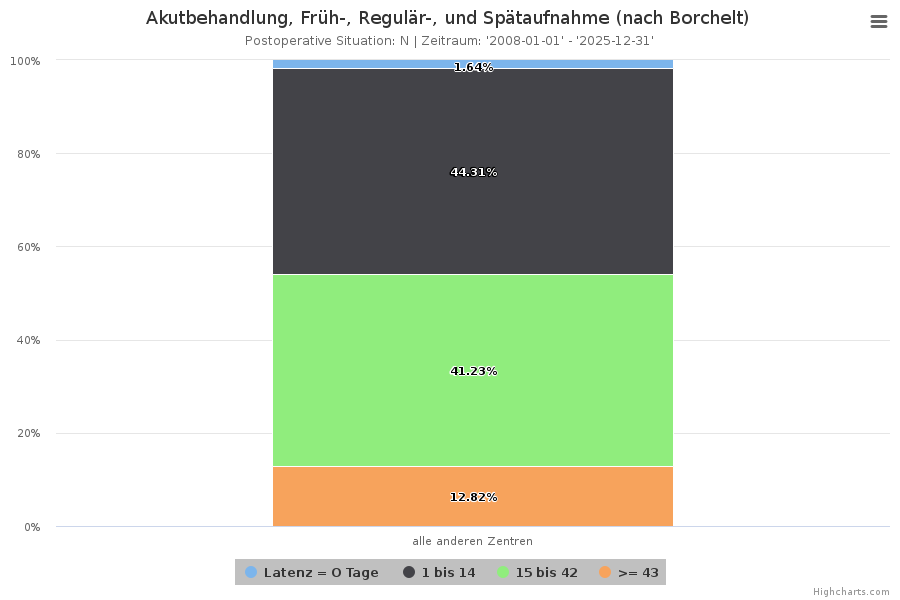 Akutbehandlung, Früh-, Regulär-, und Spätaufnahme (nach Borchelt)
Postoperative Situation: N | Zeitraum: '2008-01-01' - '2025-12-31'
100%
80%
60%
40%
20%
0%
1.64%
44.31%
41.23%
12.82%
alle anderen Zentren
Latenz = O Tage
1 bis 14
15 bis 42
>= 43
Highcharts.com